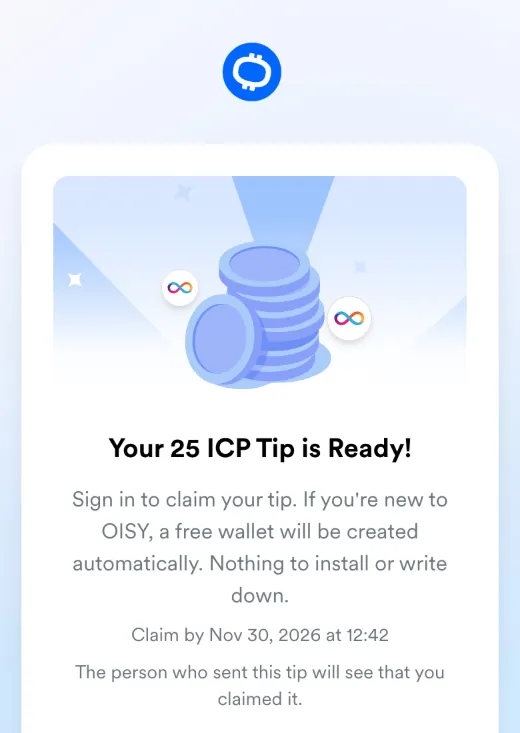 Your 25 ICP Tip is Ready!
Sign in to claim your tip. If you're new to
OISY, a free wallet will be created
automatically. Nothing to install or write
down.
Claim by Nov 30, 2026 at 12:42
The person who sent this tip will see that you
claimed it.